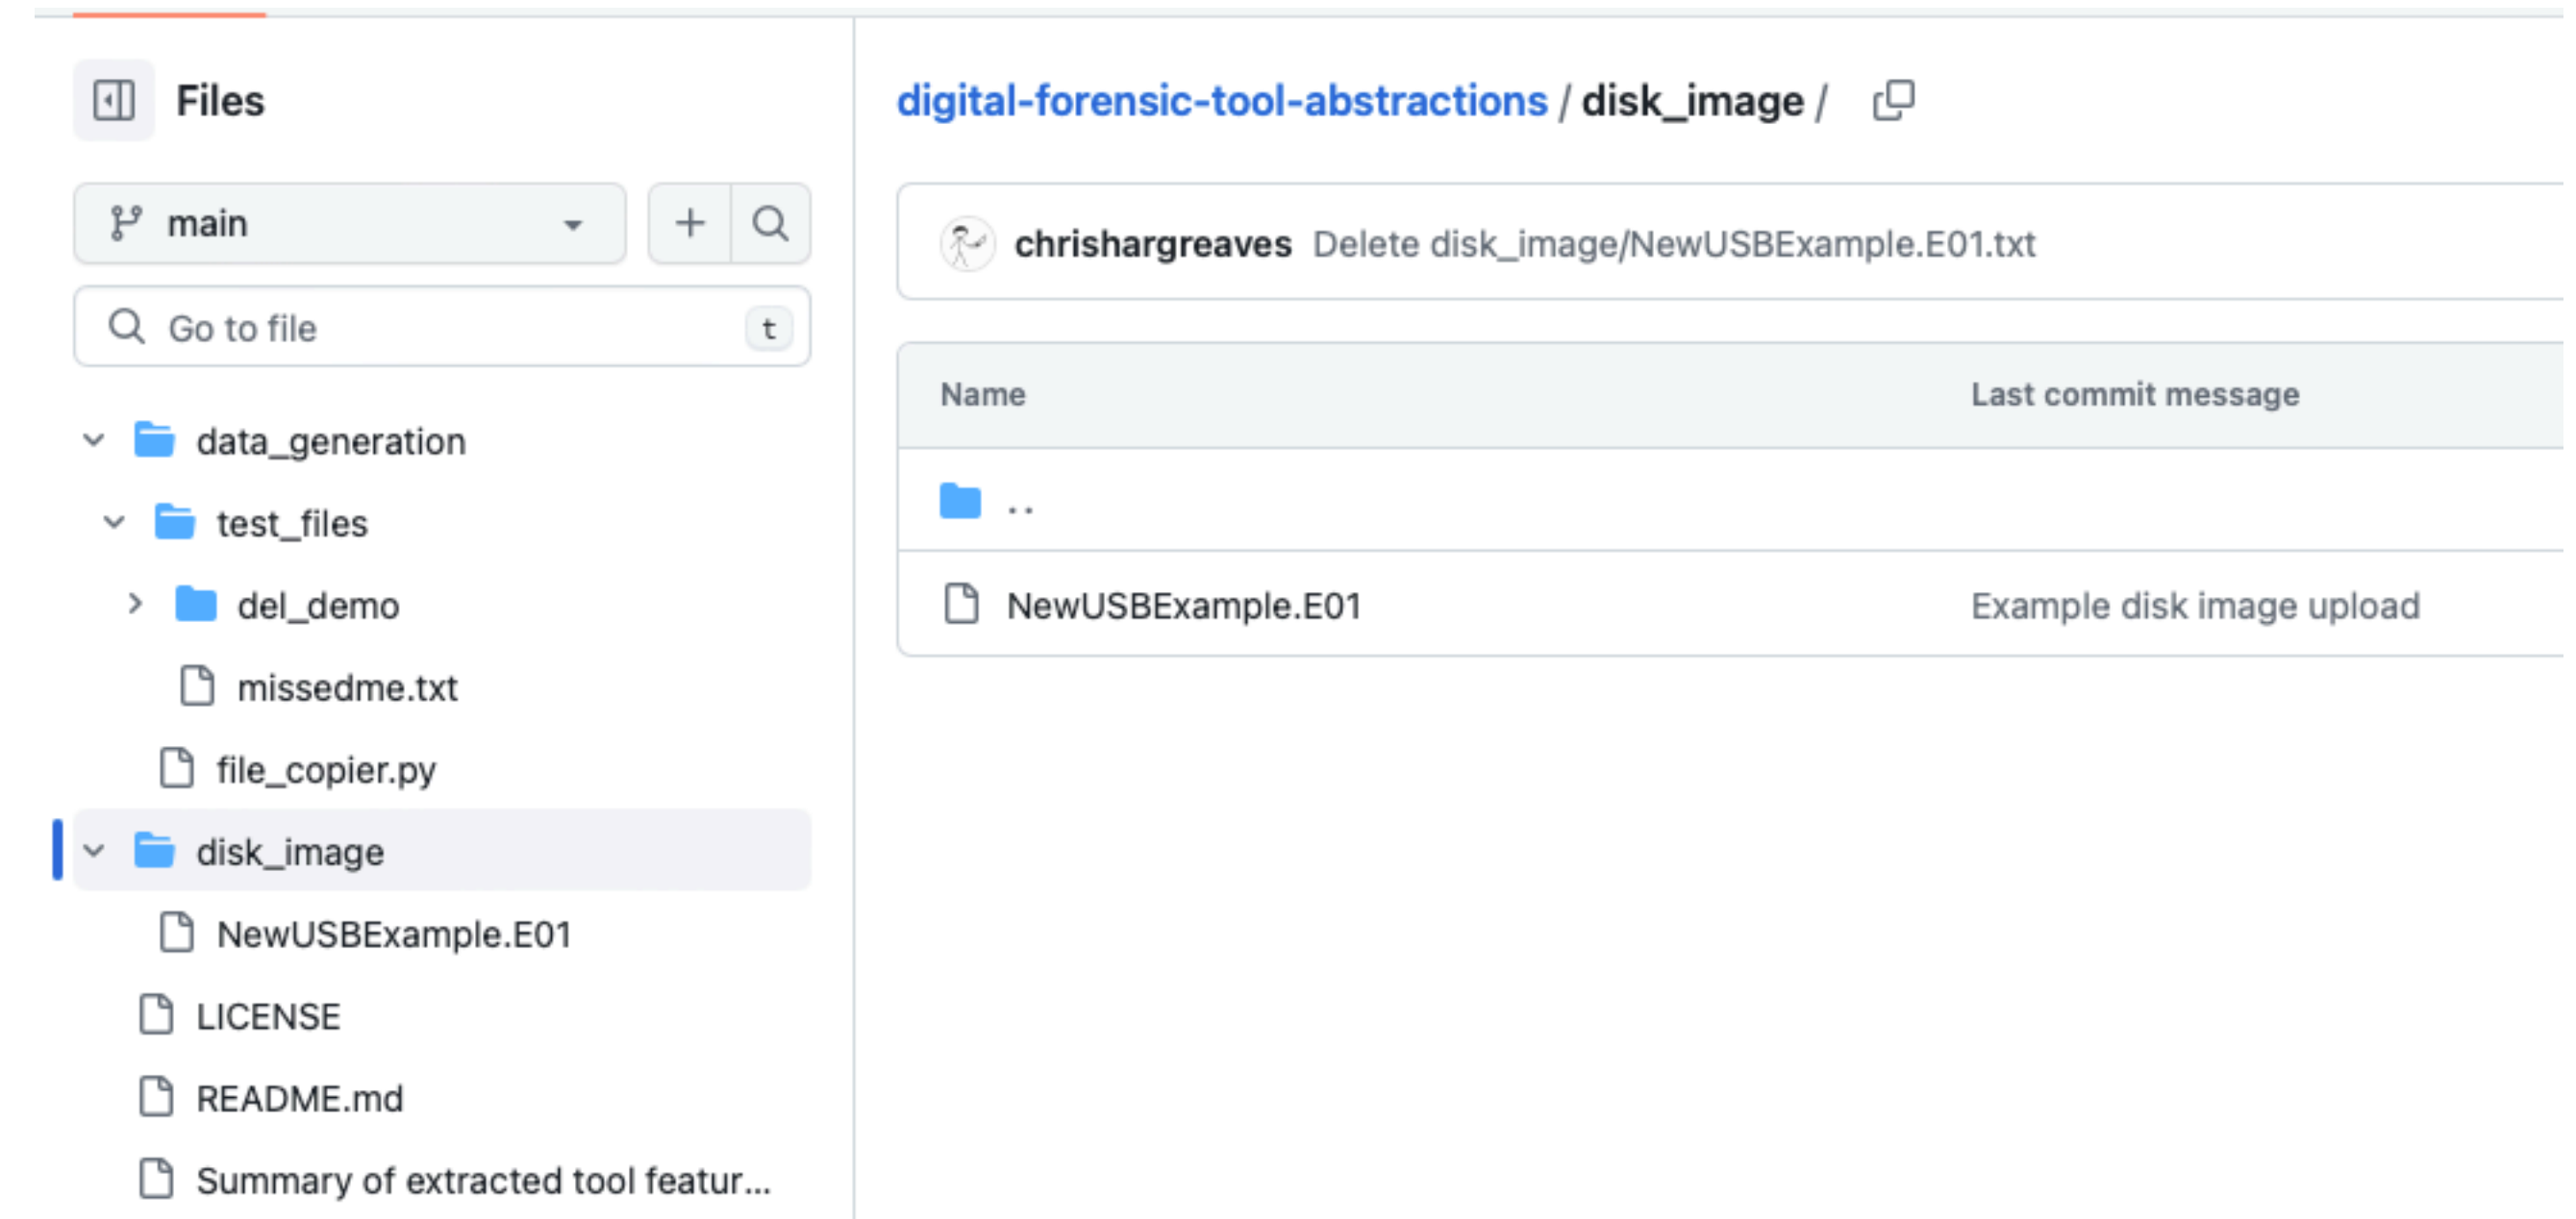 Files
main
Go to file
t
data_generation
test_files
del_demo
missedme.txt
file_copier.py
disk_image
NewUSBExample.E01
LICENSE
README.md
Summary of extracted tool featur...
digital-forensic-tool-abstractions / disk_image /
chrishargreaves Delete disk_image/NewUSBExample.E01.txt
Name Last commit message
..
NewUSBExample.E01 Example disk image upload